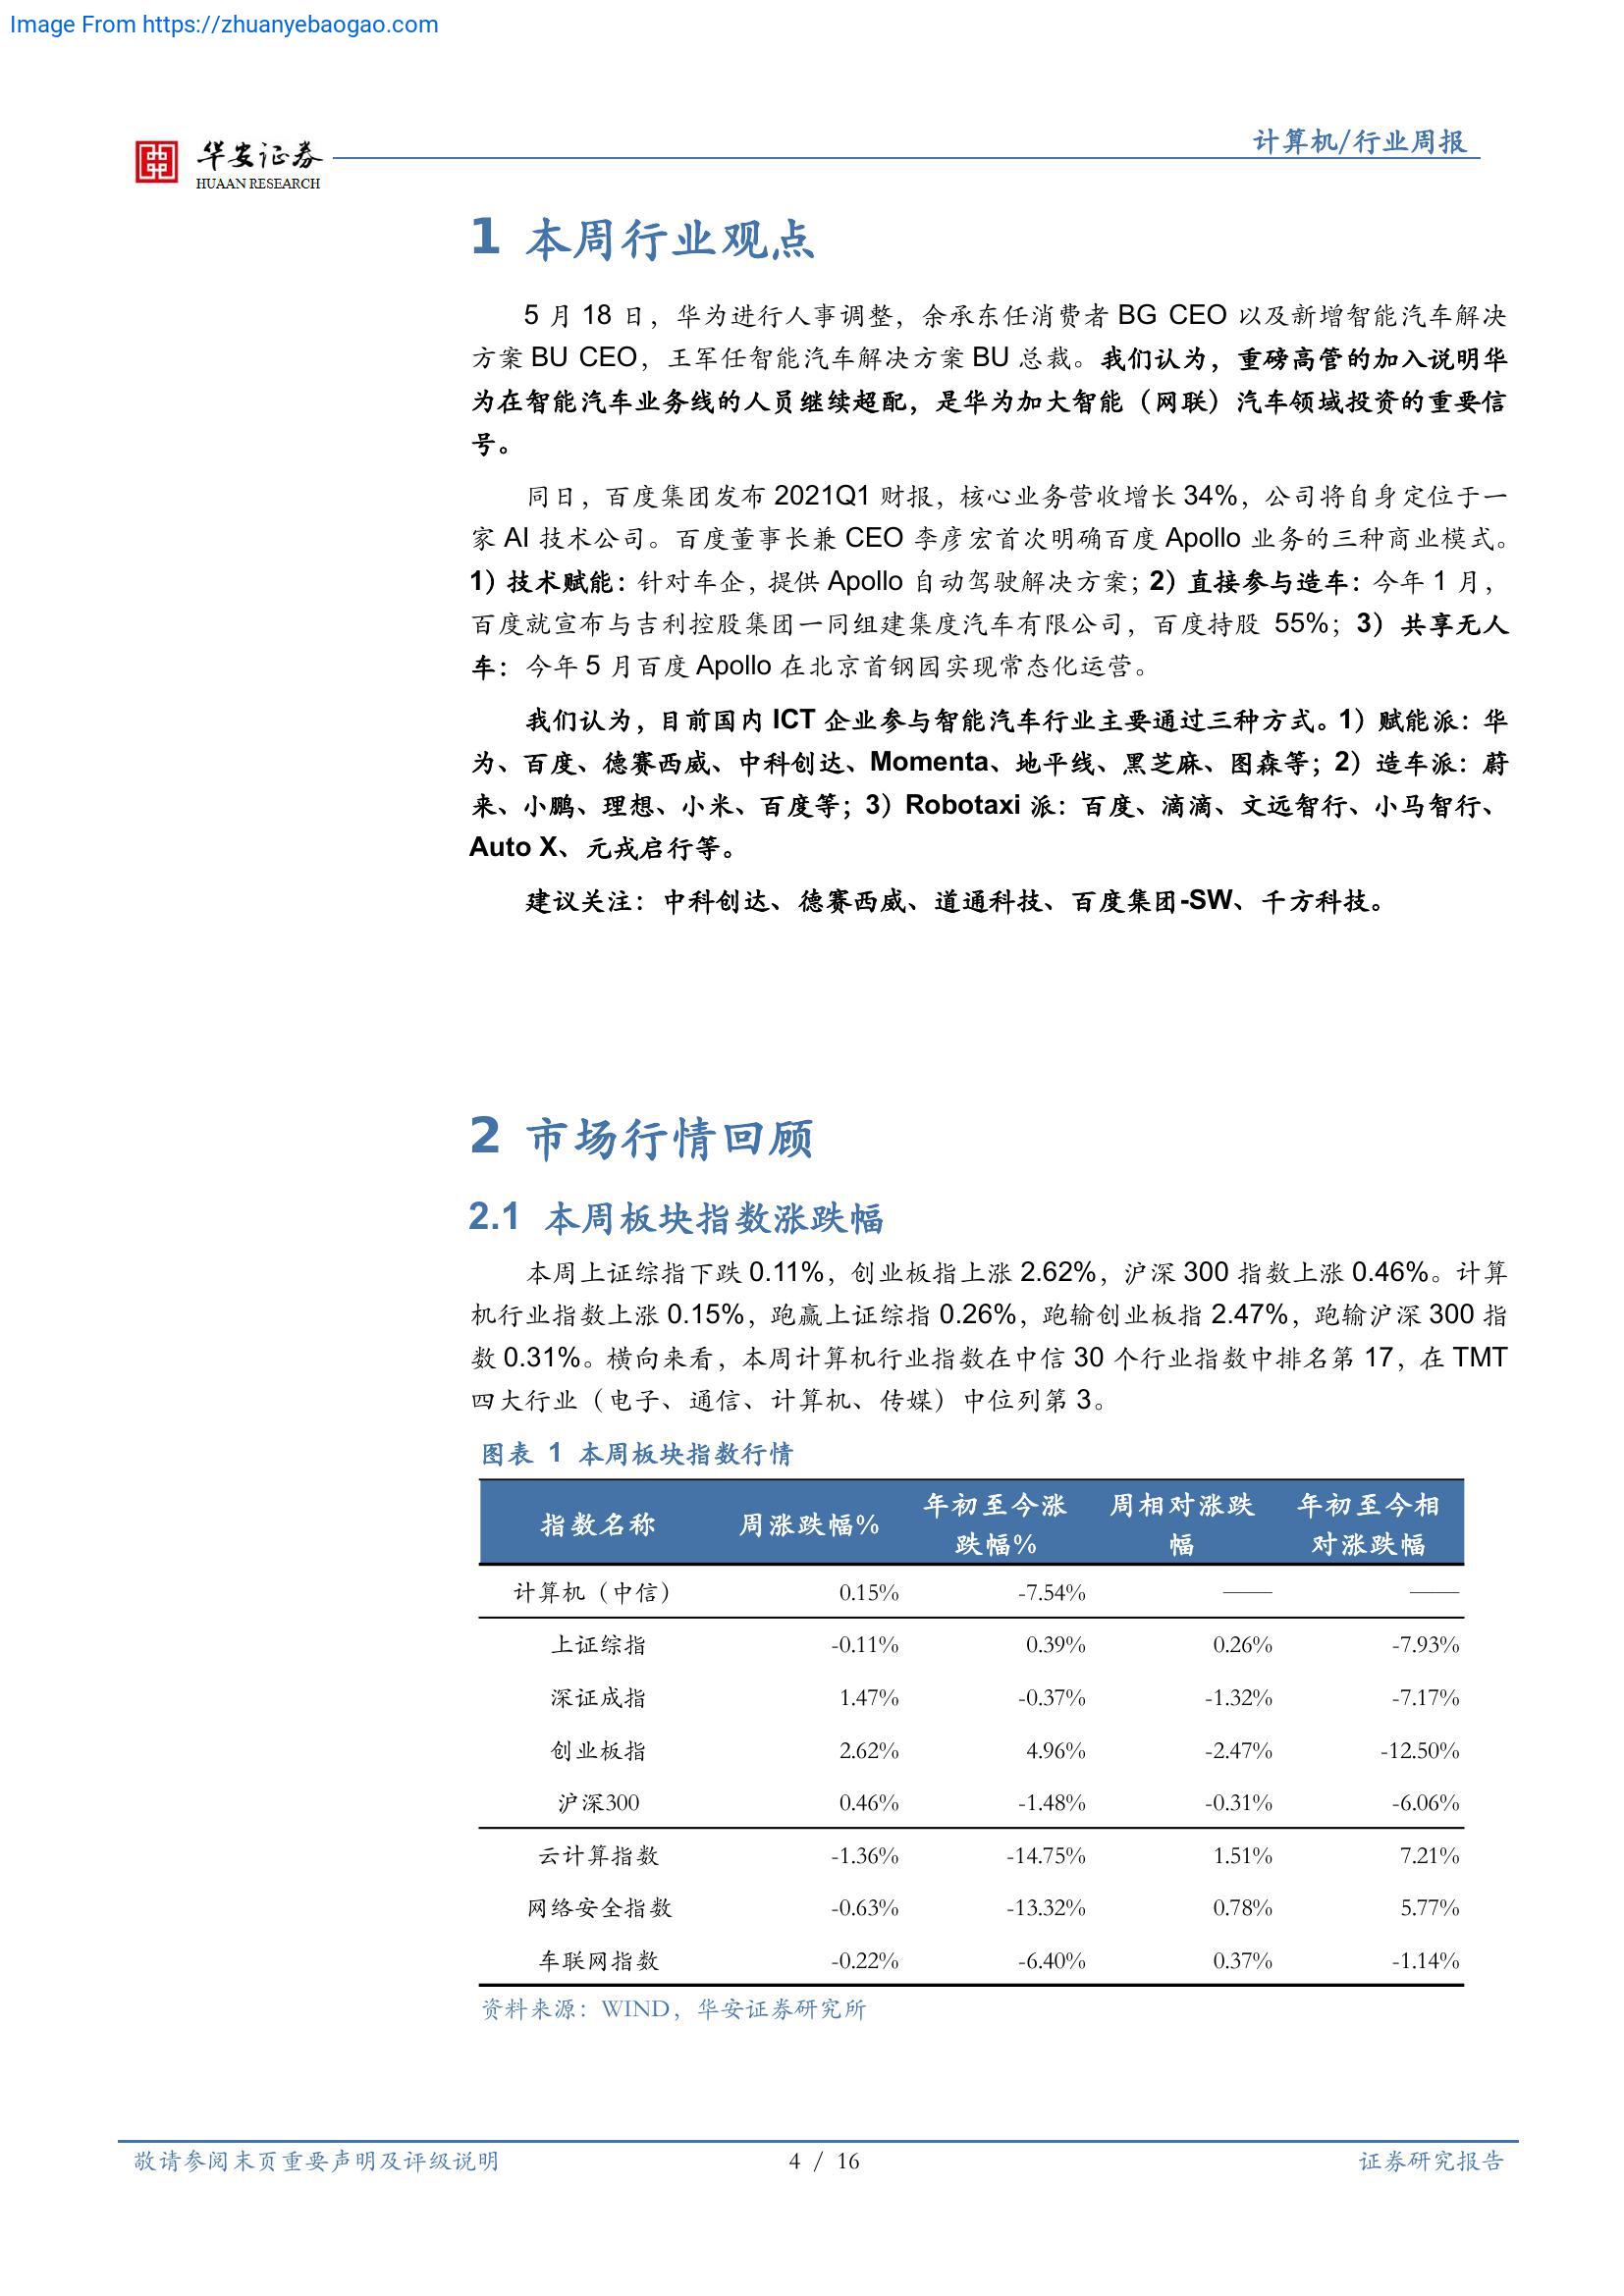 Image From https://zhuanyebaogao.com
华安证券
HUAAN RESEARCH
计算机/行业周报
1 本周行业观点
5 月 18 日，华为进行人事调整，余承东任消费者 BG CEO 以及新增智能汽车解决
方案 BU CEO，王军任智能汽车解决方案 BU 总裁。我们认为，重磅高管的加入说明华
为在智能汽车业务线的人员继续超配，是华为加大智能（网联）汽车领域投资的重要信
号。
同日，百度集团发布 2021Q1 财报，核心业务营收增长 34%，公司将自身定位于一
家 AI 技术公司。百度董事长兼 CEO 李彦宏首次明确百度 Apollo 业务的三种商业模式。
1）技术赋能：针对车企，提供 Apollo 自动驾驶解决方案；2）直接参与造车：今年 1 月，
百度就宣布与吉利控股集团一同组建集度汽车有限公司，百度持股 55%；3）共享无人
车：今年 5 月百度 Apollo 在北京首钢园实现常态化运营。
我们认为，目前国内 ICT 企业参与智能汽车行业主要通过三种方式。1）赋能派：华
为、百度、德赛西威、中科创达、Momenta、地平线、黑芝麻、图森等；2）造车派：蔚
来、小鹏、理想、小米、百度等；3）Robotaxi 派：百度、滴滴、文远智行、小马智行、
Auto X、元戎启行等。
建议关注：中科创达、德赛西威、道通科技、百度集团-SW、千方科技。
2 市场行情回顾
2.1 本周板块指数涨跌幅
本周上证综指下跌 0.11%，创业板指上涨 2.62%，沪深 300 指数上涨 0.46%。计算
机行业指数上涨 0.15%，跑赢上证综指 0.26%，跑输创业板指 2.47%，跑输沪深 300 指
数 0.31%。横向来看，本周计算机行业指数在中信 30 个行业指数中排名第 17，在 TMT
四大行业（电子、通信、计算机、传媒）中位列第 3。
图表 1 本周板块指数行情
指数名称 周涨跌幅% 年初至今涨跌幅% 周相对涨跌幅 年初至今相对涨跌幅
计算机（中信） 0.15% -7.54% —— ——
上证综指 -0.11% 0.39% 0.26% -7.93%
深证成指 1.47% -0.37% -1.32% -7.17%
创业板指 2.62% 4.96% -2.47% -12.50%
沪深300 0.46% -1.48% -0.31% -6.06%
云计算指数 -1.36% -14.75% 1.51% 7.21%
网络安全指数 -0.63% -13.32% 0.78% 5.77%
车联网指数 -0.22% -6.40% 0.37% -1.14%
资料来源：WIND，华安证券研究所
敬请参阅末页重要声明及评级说明
4 / 16
证券研究报告